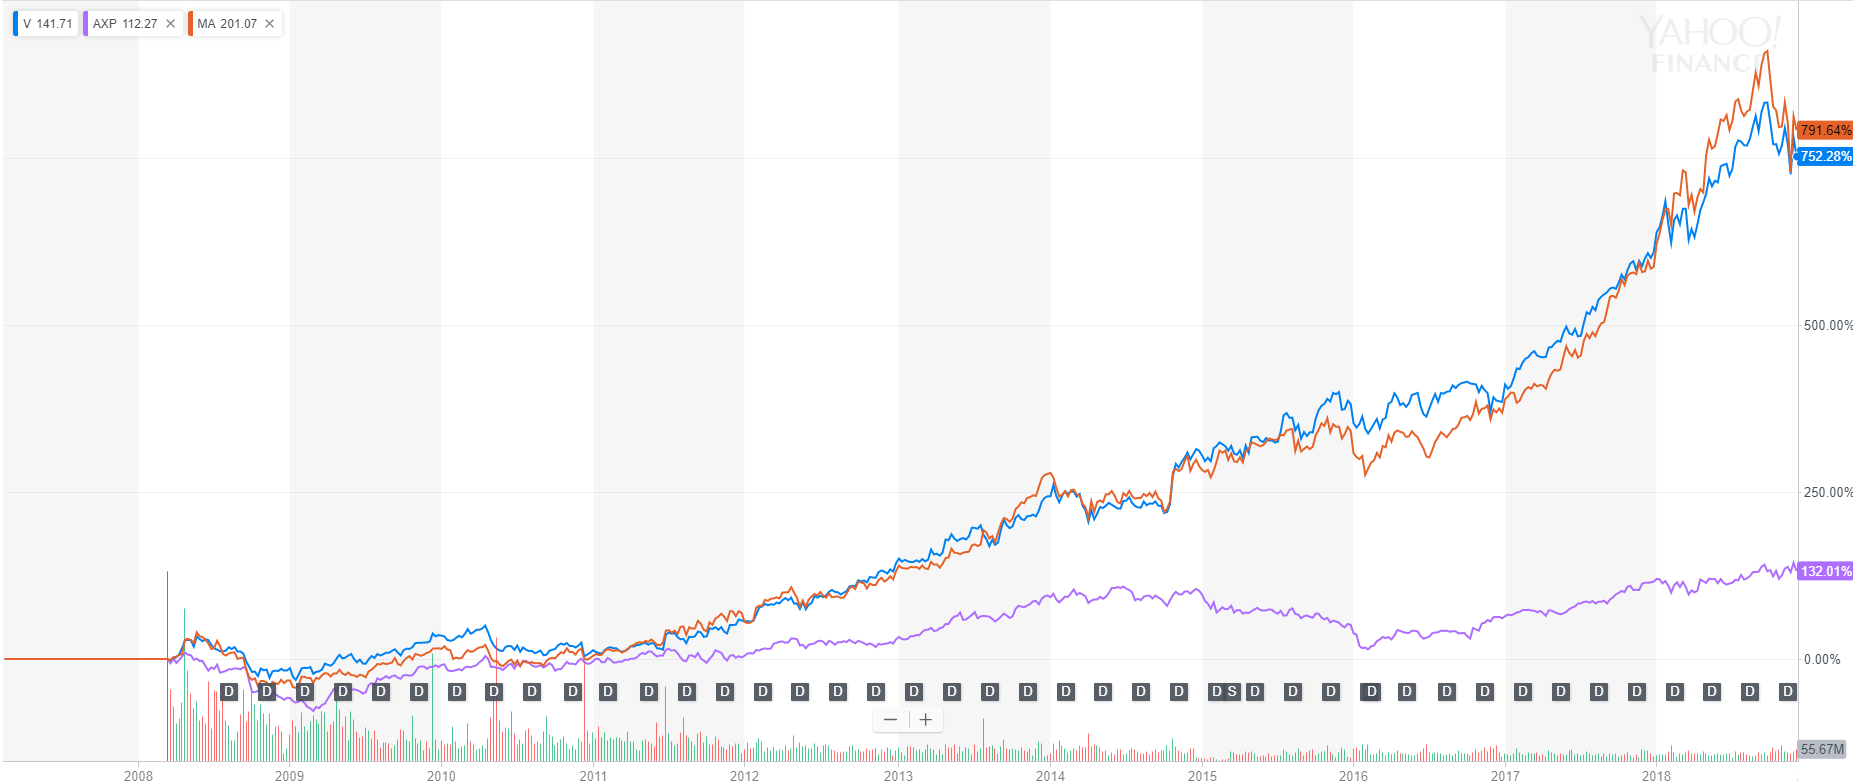 V 141.71 AXP 112.27 × MA 201.07 ×
YAHOO!
FINANCE
791.64%
752.28%
500.00%
250.00%
132.01%
0.00%
D D D D D D D D D D D D D D D D D D D D D D D D D D D S D D D D D D D D D D D D D D D
− +
55.67M
2008 2009 2010 2011 2012 2013 2014 2015 2016 2017 2018